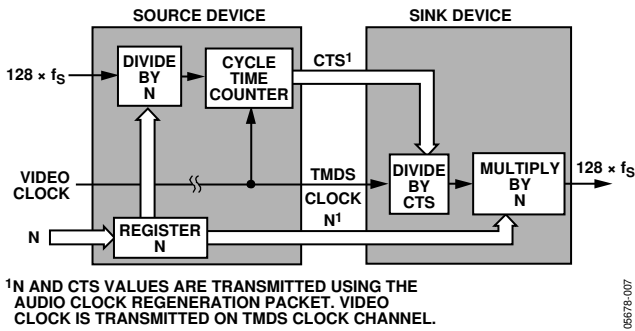 SOURCE DEVICE
SINK DEVICE
128 × fS
DIVIDE
BY
N
CYCLE
TIME
COUNTER
CTS1
VIDEO
CLOCK
TMDS
CLOCK
N1
DIVIDE
BY
CTS
MULTIPLY
BY
N
128 × fS
N
REGISTER
N
1N AND CTS VALUES ARE TRANSMITTED USING THE
AUDIO CLOCK REGENERATION PACKET. VIDEO
CLOCK IS TRANSMITTED ON TMDS CLOCK CHANNEL.
05678-007